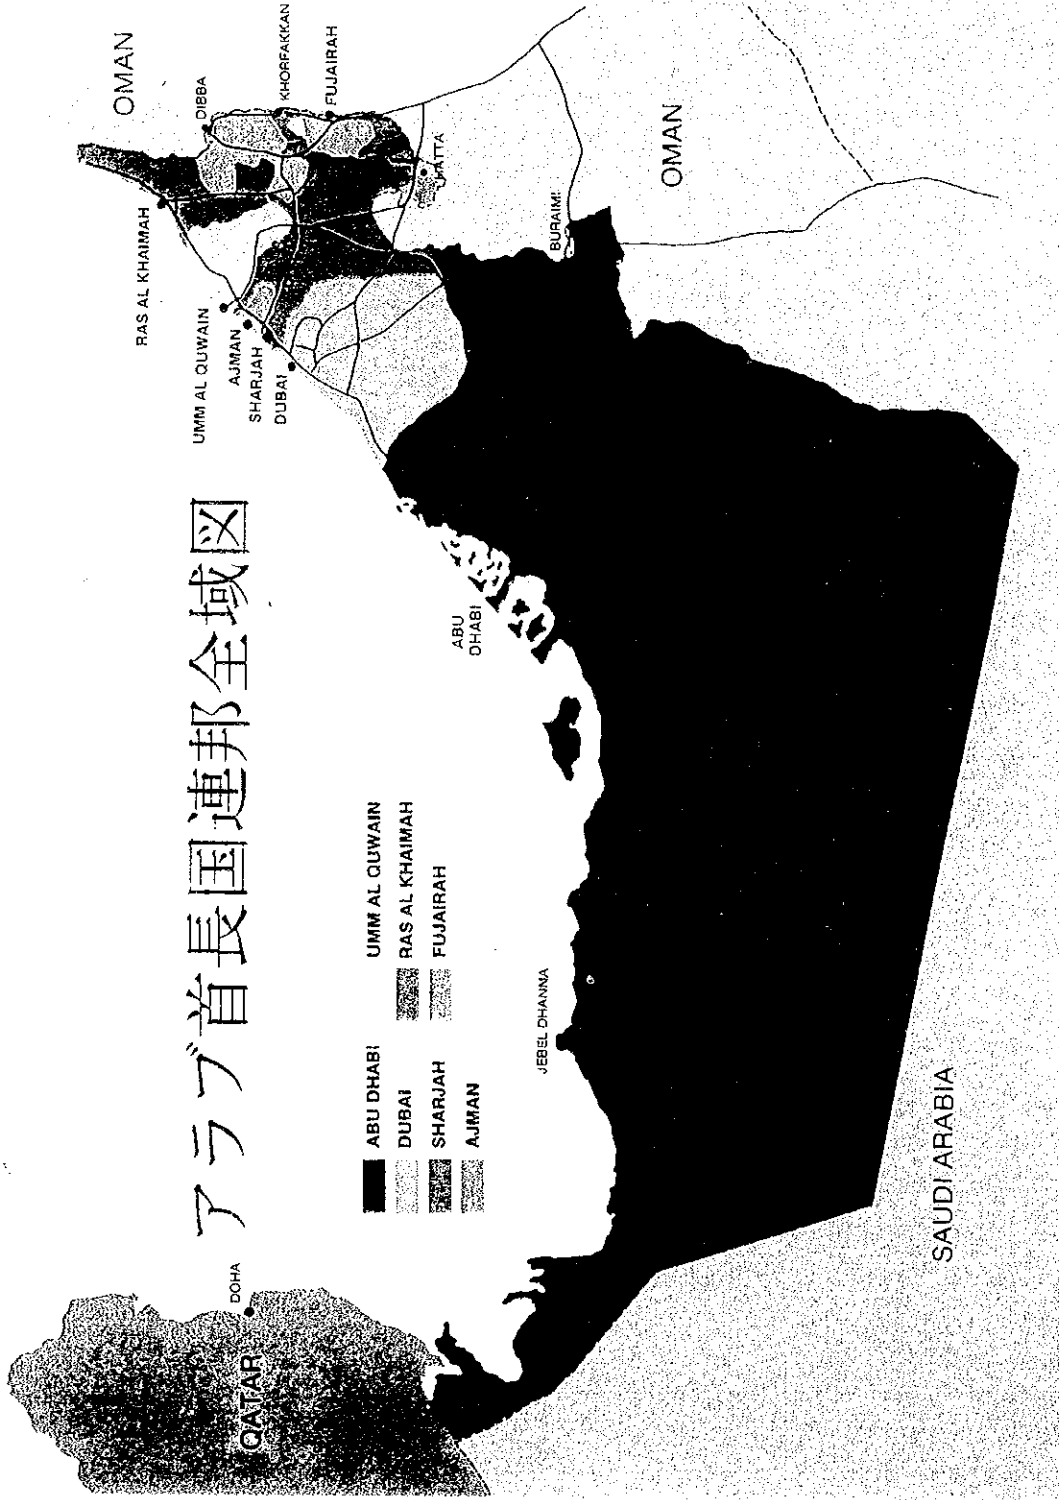 アラブ首長国連邦全域図
OMAN
DIBBA
KHORFAKKAN
FUJAIRAH
RAS AL KHAIMAH
HATTA
UMM AL QUWAIN
AJMAN
SHARJAH
DUBAI
BURAIMI
OMAN
ABU
DHABI
JEBEL DHANNA
DOHA
QATAR
SAUDI ARABIA
ABU DHABI
DUBAI
SHARJAH
AJMAN
UMM AL QUWAIN
RAS AL KHAIMAH
FUJAIRAH